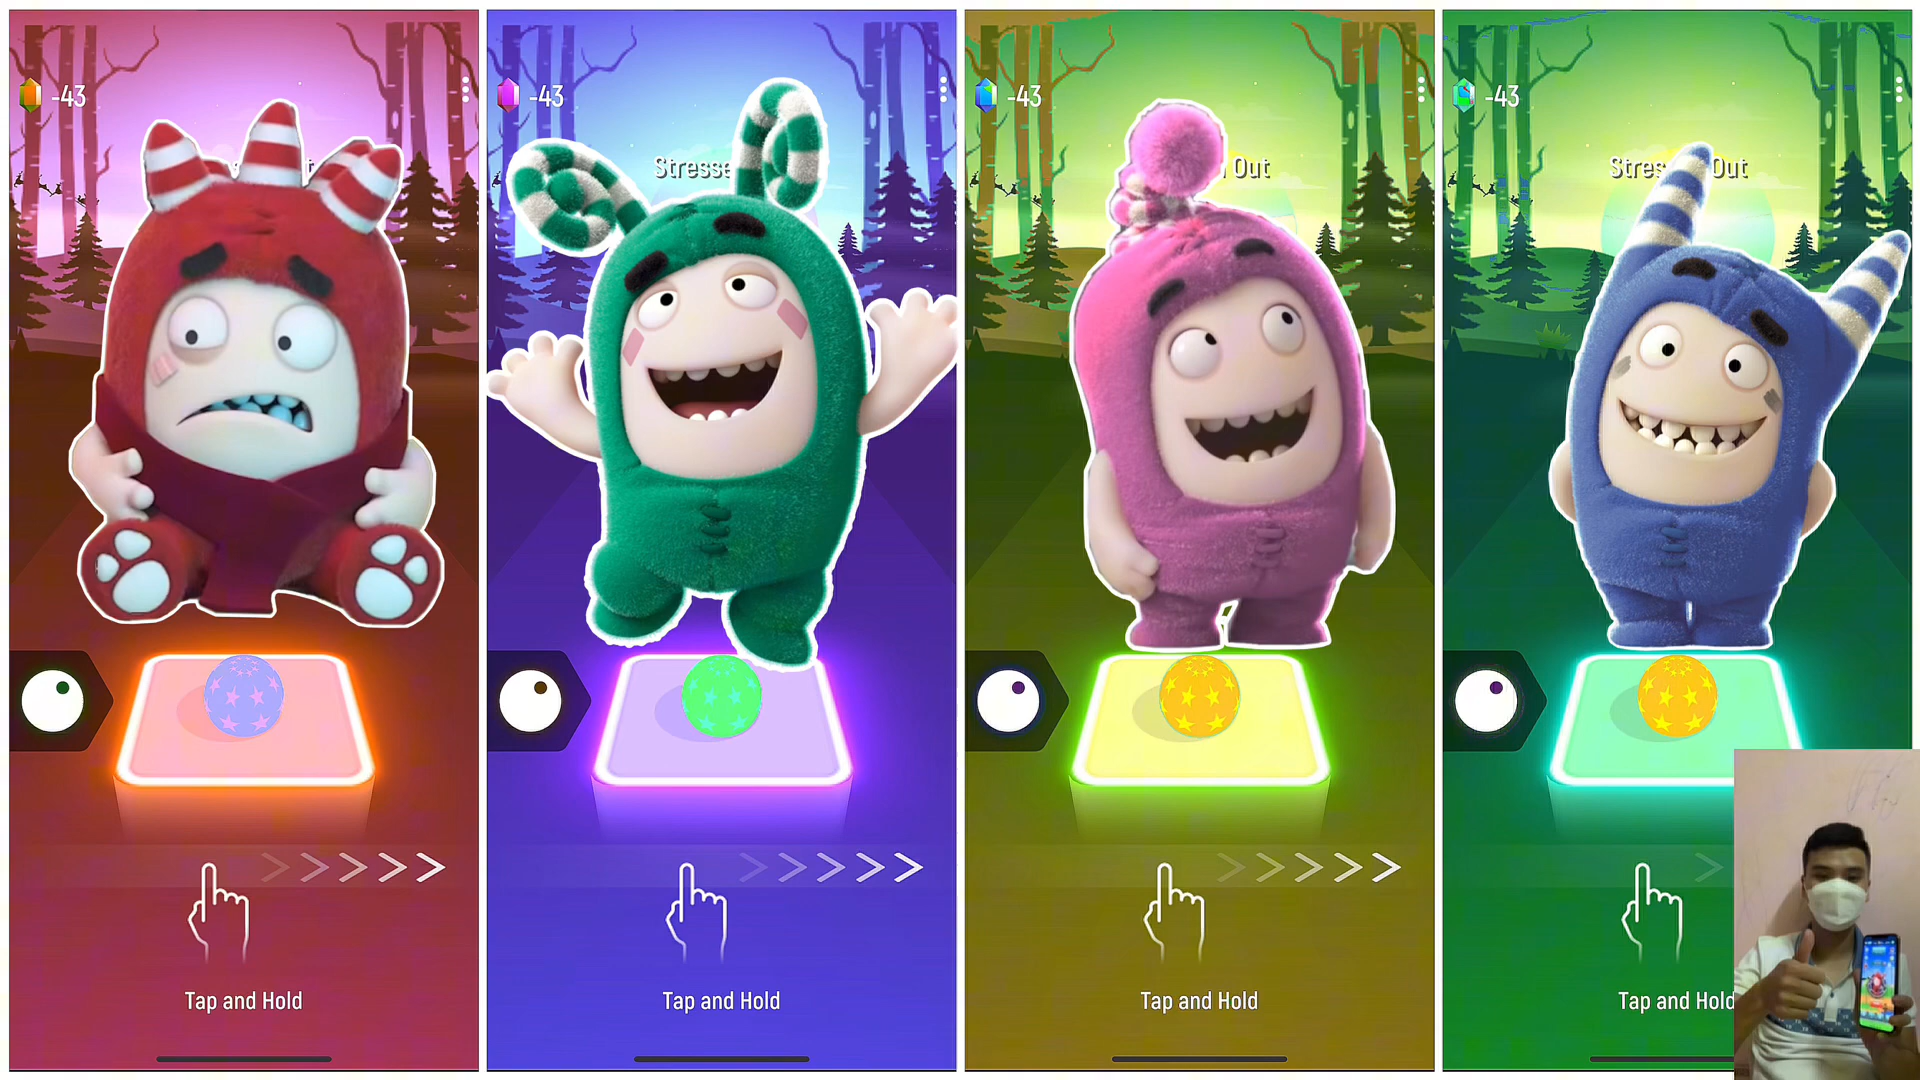 -43
-43
-43
-43
Stresse
Out
Stres Out
Tap and Hold
Tap and Hold
Tap and Hold
Tap and Hold